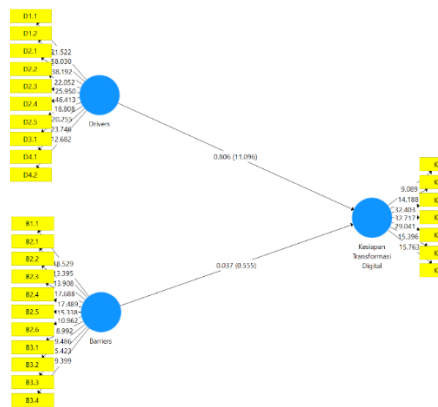 D1.1
D1.2
D2.1
D2.2
D2.3
D2.4
D2.5
D3.1
D4.1
D4.2
21.522
58.030
38.192
22.052
25.950
46.413
18.808
20.255
23.746
12.682
Drivers
0.806 (11.096)
B1.1
B2.1
B2.2
B2.3
B2.4
B2.5
B2.6
B3.1
B3.2
B3.3
B3.4
18.529
13.395
13.908
17.688
17.489
15.338
10.962
8.992
9.486
5.423
9.399
Barriers
0.037 (0.555)
9.089
14.188
32.403
32.717
29.041
15.396
15.763
Kesiapan
Transformasi
Digital
K
K
K
K
K
K
K